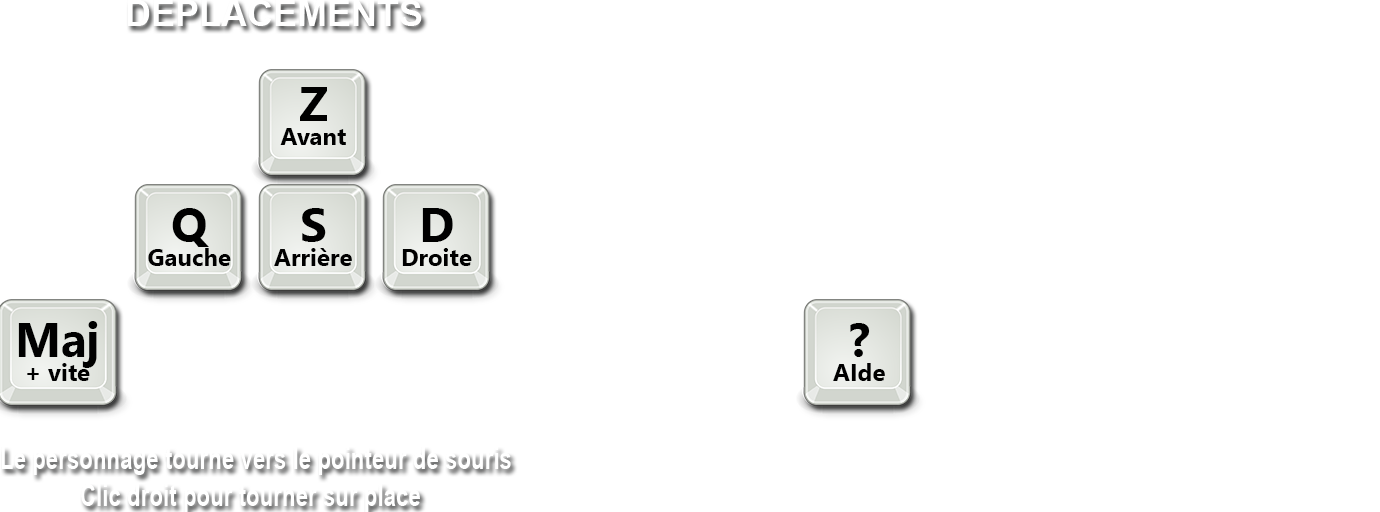 DEPLACEMENTS
Z
Avant
Q
Gauche
S
Arrière
D
Droite
Maj
+ vite
?
AIde
Le personnage tourne vers le pointeur de souris
Clic droit pour tourner sur place